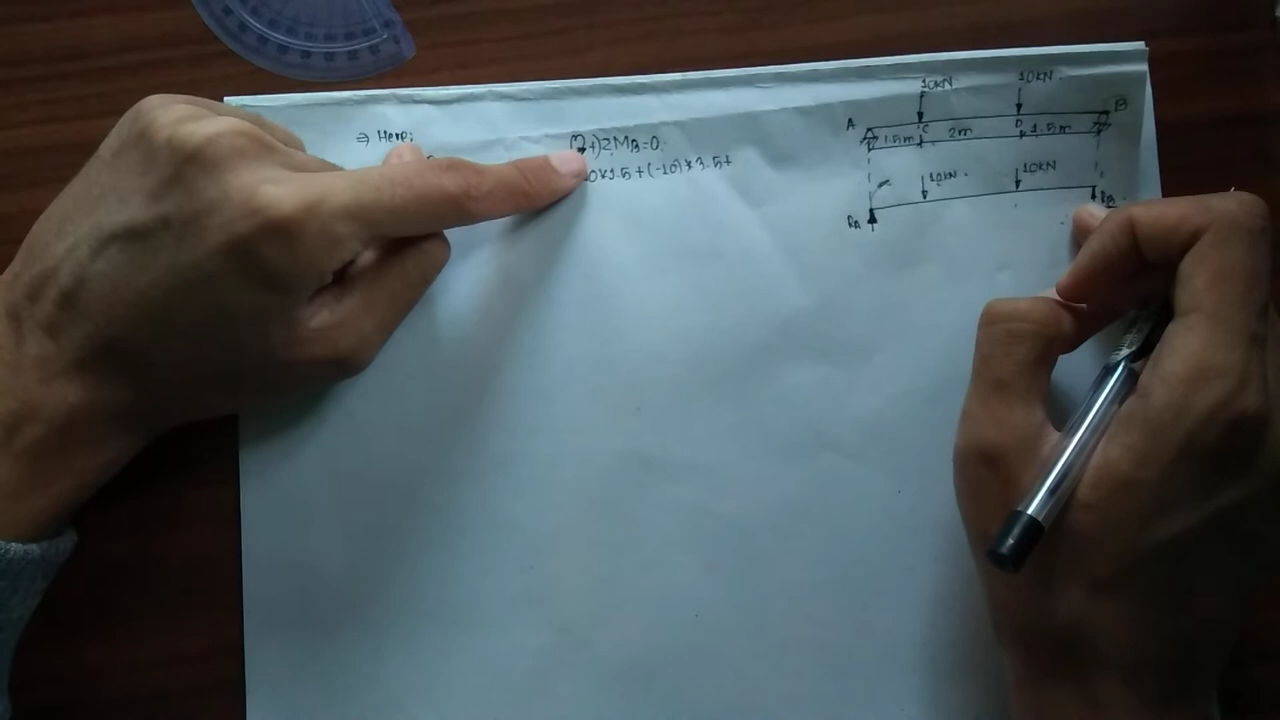 ⇒ Here;
+)ΣMB=0.
0*1.5+(-10)*3.5+
10KN.
10KN.
A
B
C
D
1.5m
2m
1.5m
10KN.
10KN
RA
RB